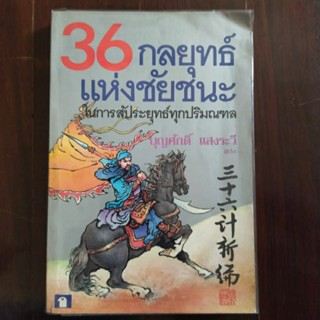 36 กลยุทธ์
แห่งชัยชนะ
ในการสัประยุทธ์ทุกปริมณฑล
บุญศักดิ์ แสงระวี
三十六计新编